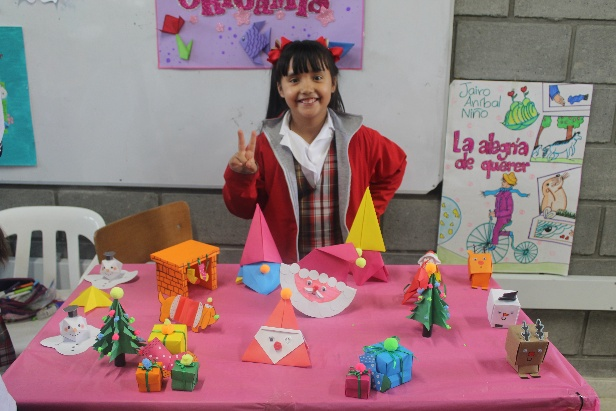 ORIGAMIS
Jairo
Aníbal
Niño
La alegría
de querer